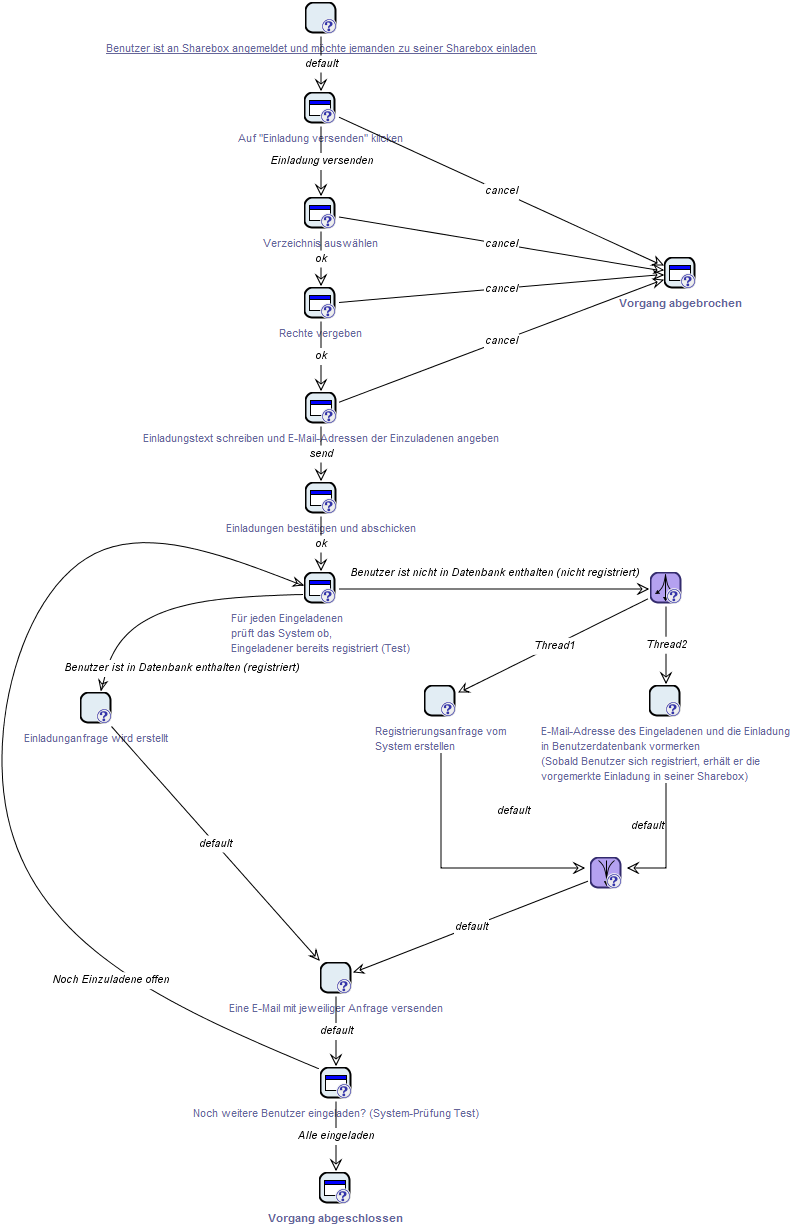 Benutzer ist an Sharebox angemeldet und möchte jemanden zu seiner Sharebox einladen
default
Auf "Einladung versenden" klicken
Einladung versenden
cancel
Verzeichnis auswählen
cancel
ok
cancel
Vorgang abgebrochen
Rechte vergeben
cancel
ok
Einladungstext schreiben und E-Mail-Adressen der Einzuladenen angeben
send
Einladungen bestätigen und abschicken
ok
Benutzer ist nicht in Datenbank enthalten (nicht registriert)
Für jeden Eingeladenen
prüft das System ob,
Eingeladener bereits registriert (Test)
Thread1
Thread2
Benutzer ist in Datenbank enthalten (registriert)
Einladunganfrage wird erstellt
Registrierungsanfrage vom
System erstellen
E-Mail-Adresse des Eingeladenen und die Einladung
in Benutzerdatenbank vormerken
(Sobald Benutzer sich registriert, erhält er die
vorgemerkte Einladung in seiner Sharebox)
default
default
default
default
Noch Einzuladene offen
Eine E-Mail mit jeweiliger Anfrage versenden
default
Noch weitere Benutzer eingeladen? (System-Prüfung Test)
Alle eingeladen
Vorgang abgeschlossen